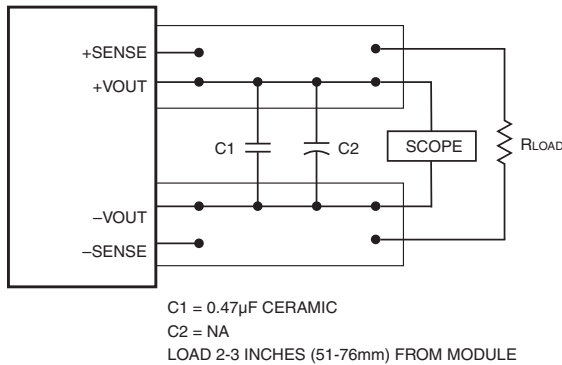 +SENSE
+VOUT
C1
C2
SCOPE
RLOAD
–VOUT
–SENSE
C1 = 0.47µF CERAMIC
C2 = NA
LOAD 2-3 INCHES (51-76mm) FROM MODULE